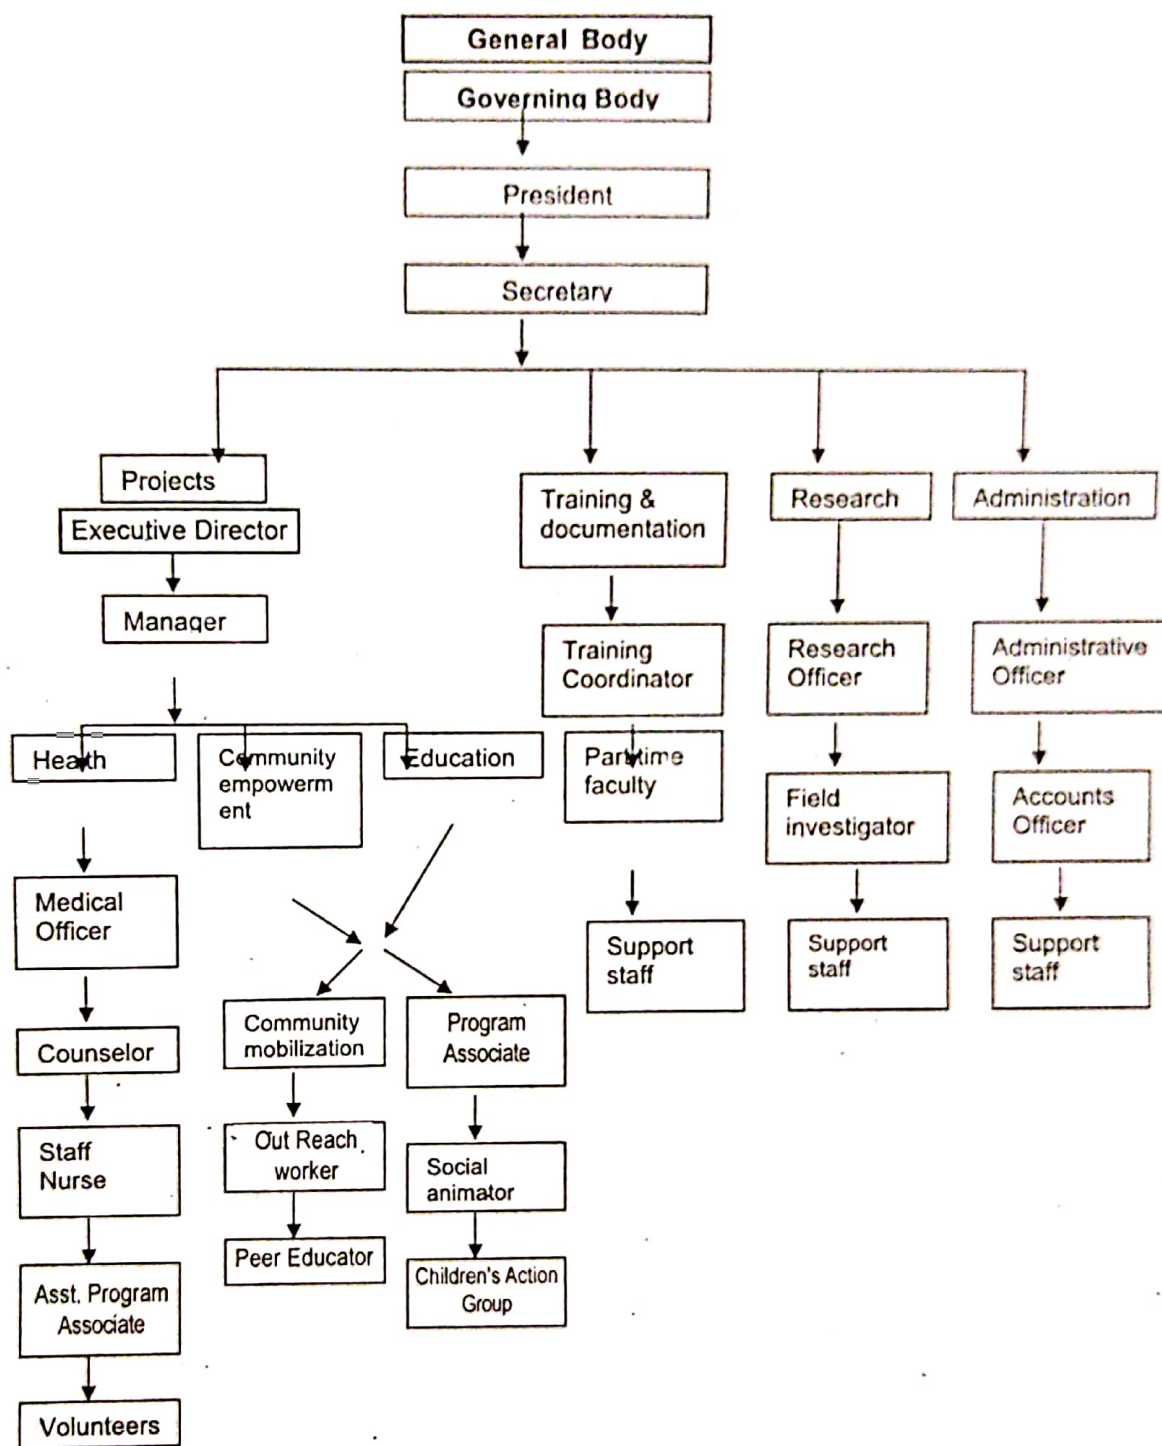 General Body
Governing Body
President
Secretary
Projects
Executive Director
Manager
Training &
documentation
Research
Administration
Training
Coordinator
Research
Officer
Administrative
Officer
Health
Community
empowerm
ent
Education
Part time
faculty
Field
investigator
Accounts
Officer
Medical
Officer
Support
staff
Support
staff
Support
staff
Counselor
Community
mobilization
Program
Associate
Staff
Nurse
Out Reach
worker
Social
animator
Asst. Program
Associate
Peer Educator
Children's Action
Group
Volunteers